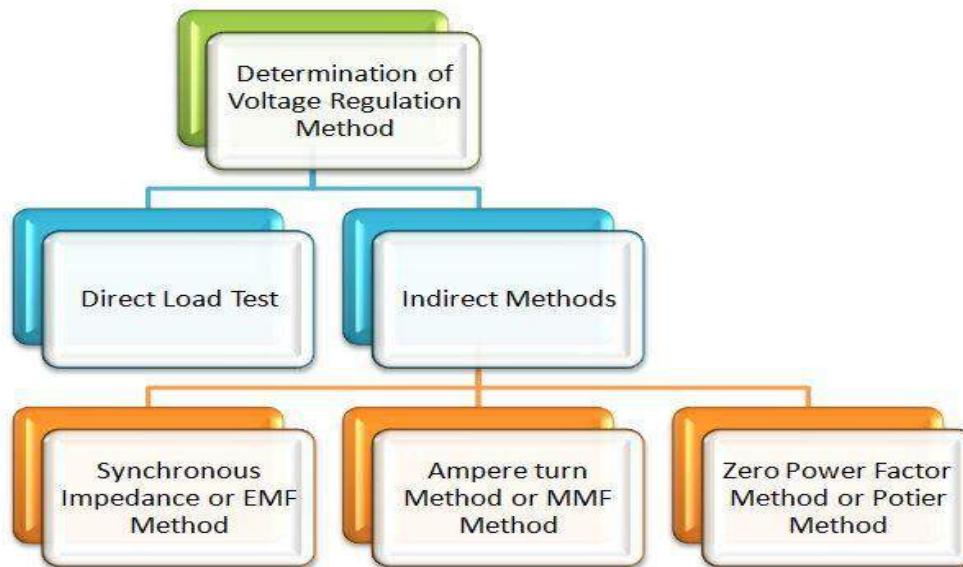 Determination of
Voltage Regulation
Method
Direct Load Test
Indirect Methods
Synchronous
Impedance or EMF
Method
Ampere turn
Method or MMF
Method
Zero Power Factor
Method or Potier
Method